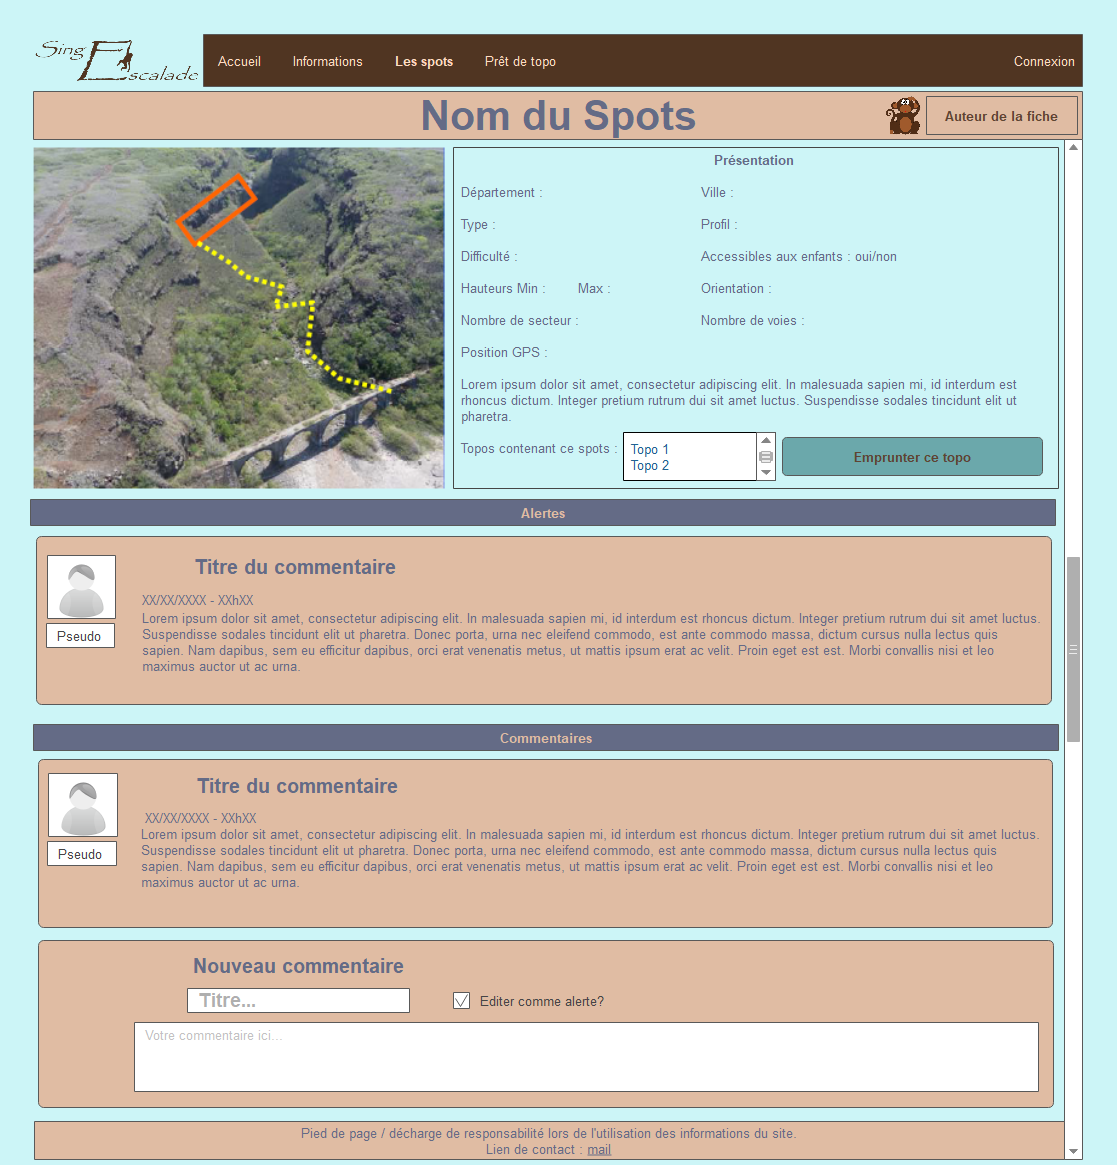 Sing Escalade
Accueil Informations Les spots Prêt de topo Connexion
Nom du Spots
Auteur de la fiche
Présentation
Département : Ville :
Type : Profil :
Difficulté : Accessibles aux enfants : oui/non
Hauteurs Min : Max : Orientation :
Nombre de secteur : Nombre de voies :
Position GPS :
Lorem ipsum dolor sit amet, consectetur adipiscing elit. In malesuada sapien mi, id interdum est
rhoncus dictum. Integer pretium rutrum dui sit amet luctus. Suspendisse sodales tincidunt elit ut
pharetra.
Topos contenant ce spots :
Topo 1
Topo 2
Emprunter ce topo
Alertes
Titre du commentaire
Pseudo
XX/XX/XXXX - XXhXX
Lorem ipsum dolor sit amet, consectetur adipiscing elit. In malesuada sapien mi, id interdum est rhoncus dictum. Integer pretium rutrum dui sit amet luctus.
Suspendisse sodales tincidunt elit ut pharetra. Donec porta, urna nec eleifend commodo, est ante commodo massa, dictum cursus nulla lectus quis
sapien. Nam dapibus, sem eu efficitur dapibus, orci erat venenatis metus, ut mattis ipsum erat ac velit. Proin eget est est. Morbi convallis nisi et leo
maximus auctor ut ac urna.
Commentaires
Titre du commentaire
Pseudo
XX/XX/XXXX - XXhXX
Lorem ipsum dolor sit amet, consectetur adipiscing elit. In malesuada sapien mi, id interdum est rhoncus dictum. Integer pretium rutrum dui sit amet luctus.
Suspendisse sodales tincidunt elit ut pharetra. Donec porta, urna nec eleifend commodo, est ante commodo massa, dictum cursus nulla lectus quis
sapien. Nam dapibus, sem eu efficitur dapibus, orci erat venenatis metus, ut mattis ipsum erat ac velit. Proin eget est est. Morbi convallis nisi et leo
maximus auctor ut ac urna.
Nouveau commentaire
Titre... Editer comme alerte?
Votre commentaire ici...
Pied de page / décharge de responsabilité lors de l'utilisation des informations du site.
Lien de contact : mail